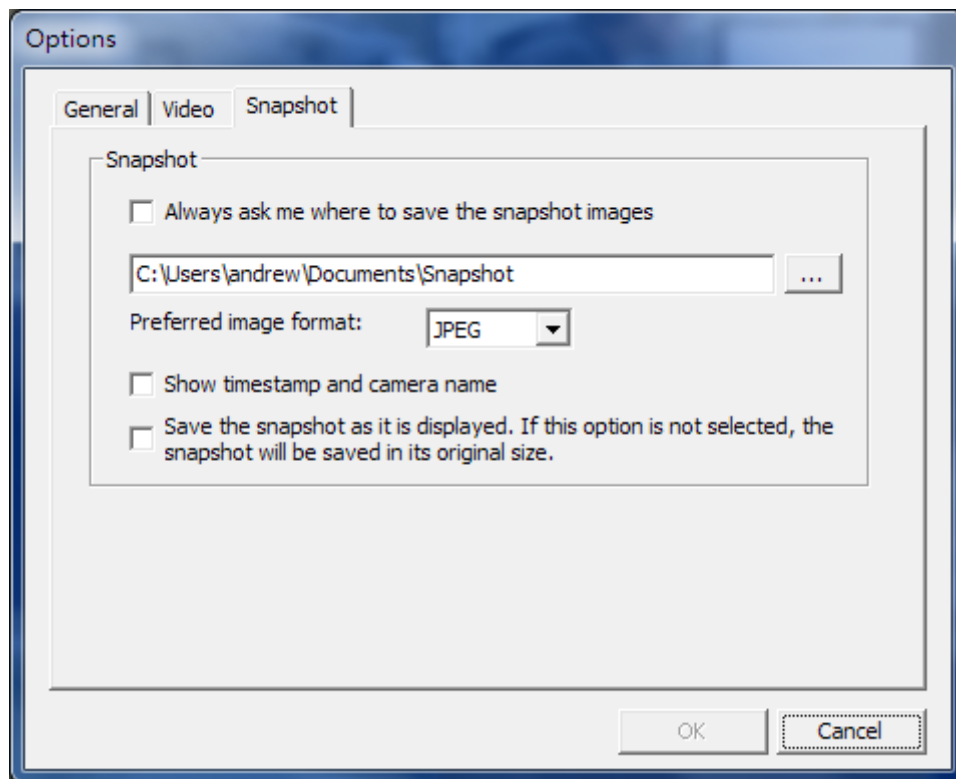 Options
General Video Snapshot
Snapshot
Always ask me where to save the snapshot images
C:\Users\andrew\Documents\Snapshot ...
Preferred image format: JPEG
Show timestamp and camera name
Save the snapshot as it is displayed. If this option is not selected, the
snapshot will be saved in its original size.
OK Cancel